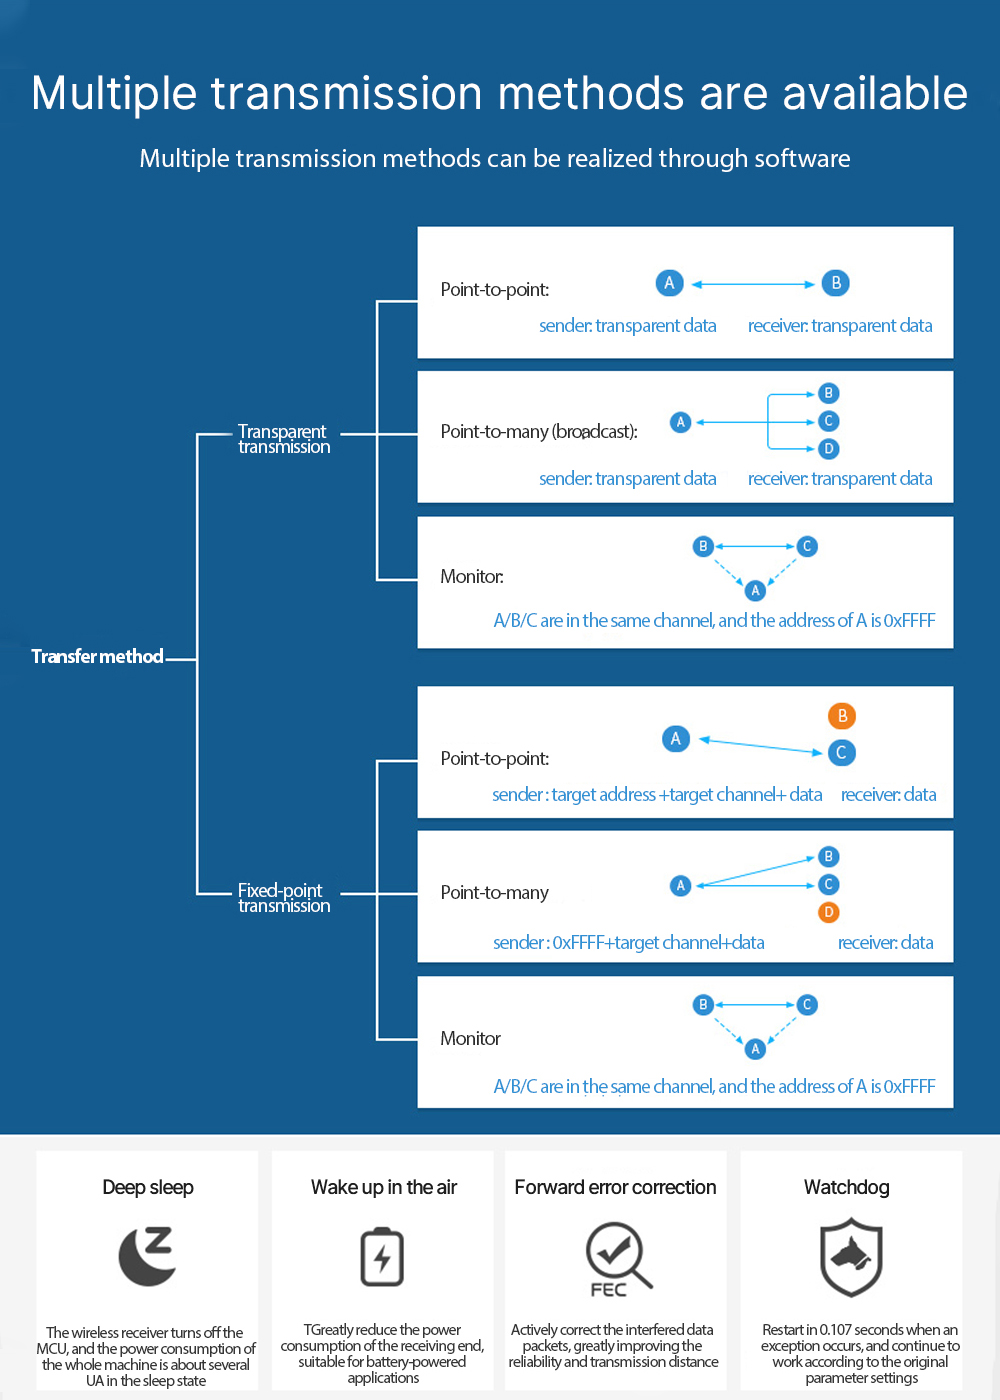 Multiple transmission methods are available
Multiple transmission methods can be realized through software
Transfer method
Transparent
transmission
Point-to-point:
A
B
sender: transparent data
receiver: transparent data
Point-to-many (broadcast):
A
B
C
D
sender: transparent data
receiver: transparent data
Monitor:
B
C
A
A/B/C are in the same channel, and the address of A is 0xFFFF
Fixed-point
transmission
Point-to-point:
A
B
C
sender : target address +target channel+ data
receiver: data
Point-to-many
A
B
C
D
sender : 0xFFFF+target channel+data
receiver: data
Monitor
B
C
A
A/B/C are in the same channel, and the address of A is 0xFFFF
Deep sleep
Z
The wireless receiver turns off the
MCU, and the power consumption of
the whole machine is about several
UA in the sleep state
Wake up in the air
TGreatly reduce the power
consumption of the receiving end,
suitable for battery-powered
applications
Forward error correction
FEC
Actively correct the interfered data
packets, greatly improving the
reliability and transmission distance
Watchdog
Restart in 0.107 seconds when an
exception occurs, and continue to
work according to the original
parameter settings